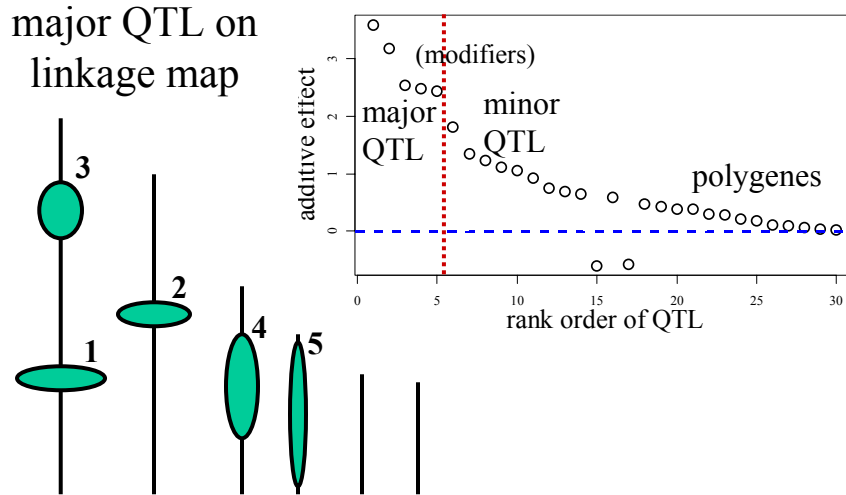 major QTL on
linkage map
3
2
1
4
5
additive effect
3
2
1
0
(modifiers)
major
QTL
minor
QTL
polygenes
0 5 10 15 20 25 30
rank order of QTL